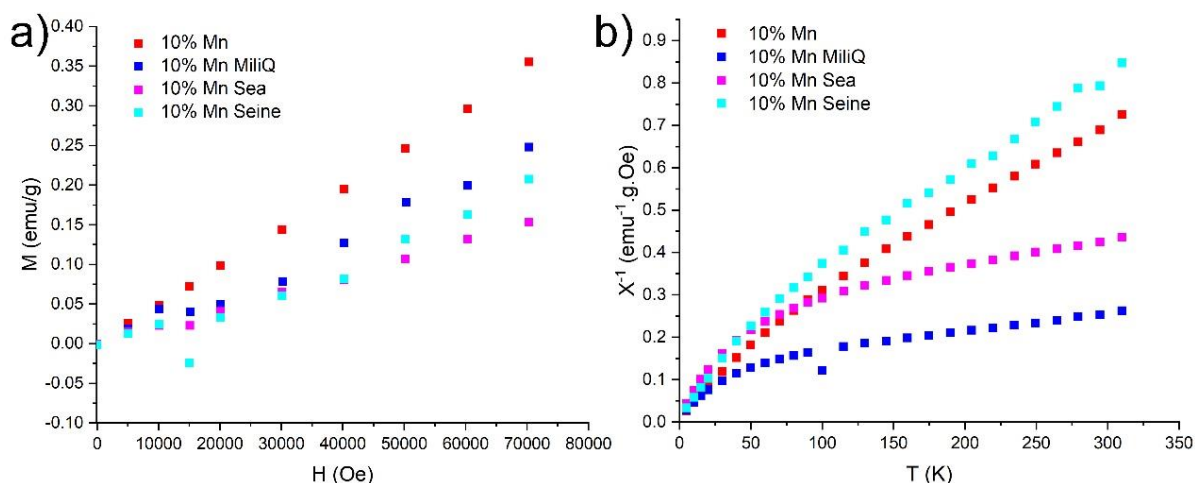 a)
10% Mn
10% Mn MiliQ
10% Mn Sea
10% Mn Seine
M (emu/g)
0.40
0.35
0.30
0.25
0.20
0.15
0.10
0.05
0.00
-0.05
-0.10
0 10000 20000 30000 40000 50000 60000 70000 80000
H (Oe)
b)
10% Mn
10% Mn MiliQ
10% Mn Sea
10% Mn Seine
X⁻¹ (emu⁻¹.g.Oe)
0.9
0.8
0.7
0.6
0.5
0.4
0.3
0.2
0.1
0.0
0 50 100 150 200 250 300 350
T (K)